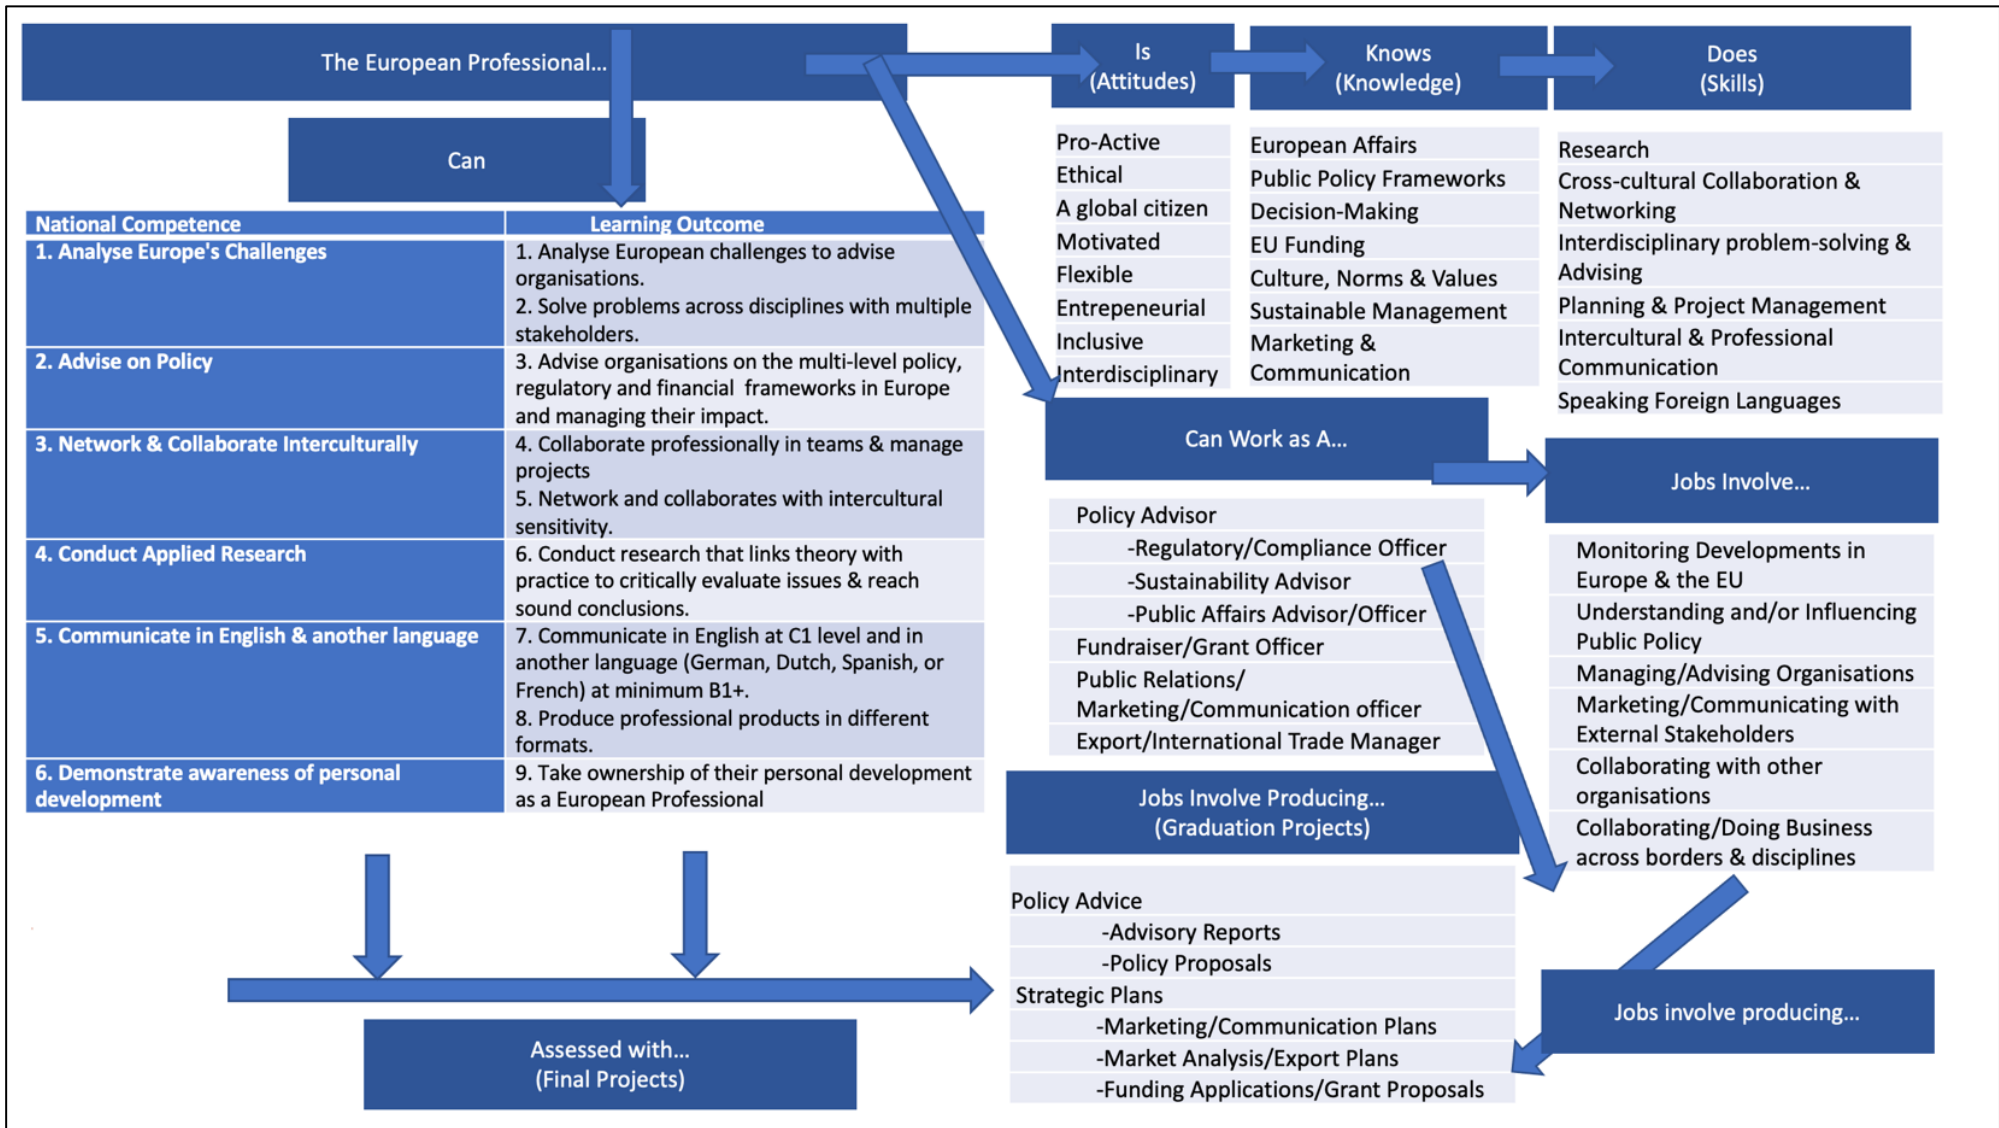 The European Professional...
Can
National Competence
Learning Outcome
1. Analyse Europe's Challenges
1. Analyse European challenges to advise
organisations.
2. Solve problems across disciplines with multiple
stakeholders.
2. Advise on Policy
3. Advise organisations on the multi-level policy,
regulatory and financial frameworks in Europe
and managing their impact.
3. Network & Collaborate Interculturally
4. Collaborate professionally in teams & manage
projects
5. Network and collaborates with intercultural
sensitivity.
4. Conduct Applied Research
6. Conduct research that links theory with
practice to critically evaluate issues & reach
sound conclusions.
5. Communicate in English & another language
7. Communicate in English at C1 level and in
another language (German, Dutch, Spanish, or
French) at minimum B1+.
8. Produce professional products in different
formats.
6. Demonstrate awareness of personal
development
9. Take ownership of their personal development
as a European Professional
Assessed with...
(Final Projects)
Is
(Attitudes)
Pro-Active
Ethical
A global citizen
Motivated
Flexible
Entrepeneurial
Inclusive
Interdisciplinary
Knows
(Knowledge)
European Affairs
Public Policy Frameworks
Decision-Making
EU Funding
Culture, Norms & Values
Sustainable Management
Marketing &
Communication
Does
(Skills)
Research
Cross-cultural Collaboration &
Networking
Interdisciplinary problem-solving &
Advising
Planning & Project Management
Intercultural & Professional
Communication
Speaking Foreign Languages
Can Work as A...
Policy Advisor
-Regulatory/Compliance Officer
-Sustainability Advisor
-Public Affairs Advisor/Officer
Fundraiser/Grant Officer
Public Relations/
Marketing/Communication officer
Export/International Trade Manager
Jobs Involve...
Monitoring Developments in
Europe & the EU
Understanding and/or Influencing
Public Policy
Managing/Advising Organisations
Marketing/Communicating with
External Stakeholders
Collaborating with other
organisations
Collaborating/Doing Business
across borders & disciplines
Jobs involve producing...
Jobs Involve Producing...
(Graduation Projects)
Policy Advice
-Advisory Reports
-Policy Proposals
Strategic Plans
-Marketing/Communication Plans
-Market Analysis/Export Plans
-Funding Applications/Grant Proposals